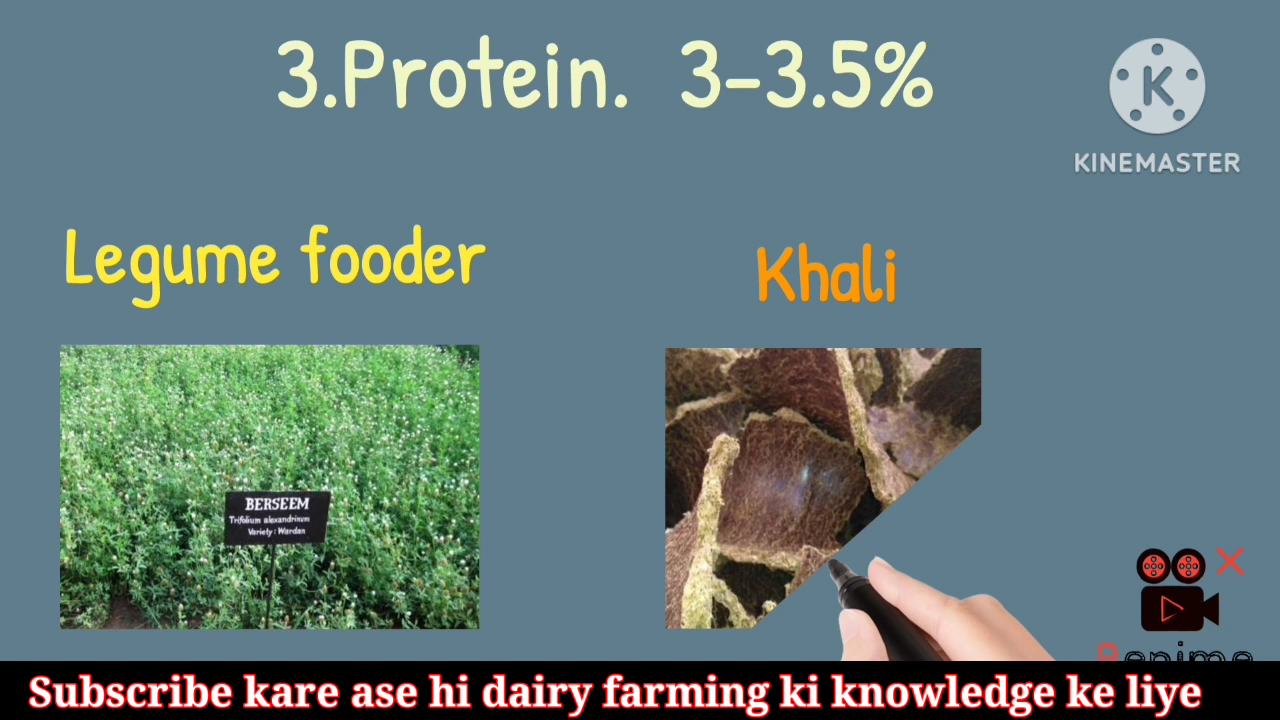 3.Protein. 3-3.5%
K
KINEMASTER
Legume fooder
Khali
BERSEEM
Trifolium alexandrinum
Variety: Wardan
Benime
Subscribe kare ase hi dairy farming ki knowledge ke liye